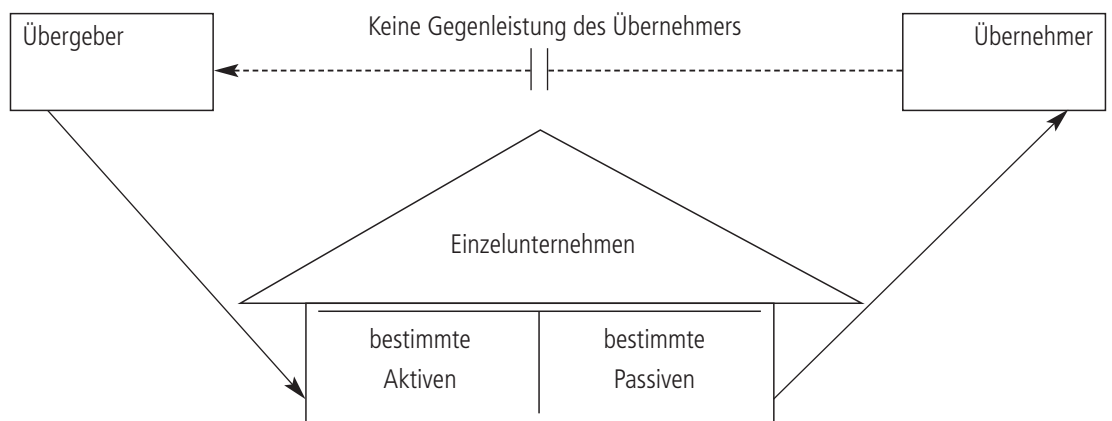 Übergeber
Keine Gegenleistung des Übernehmers
Übernehmer
Einzelunternehmen
bestimmte
Aktiven
bestimmte
Passiven